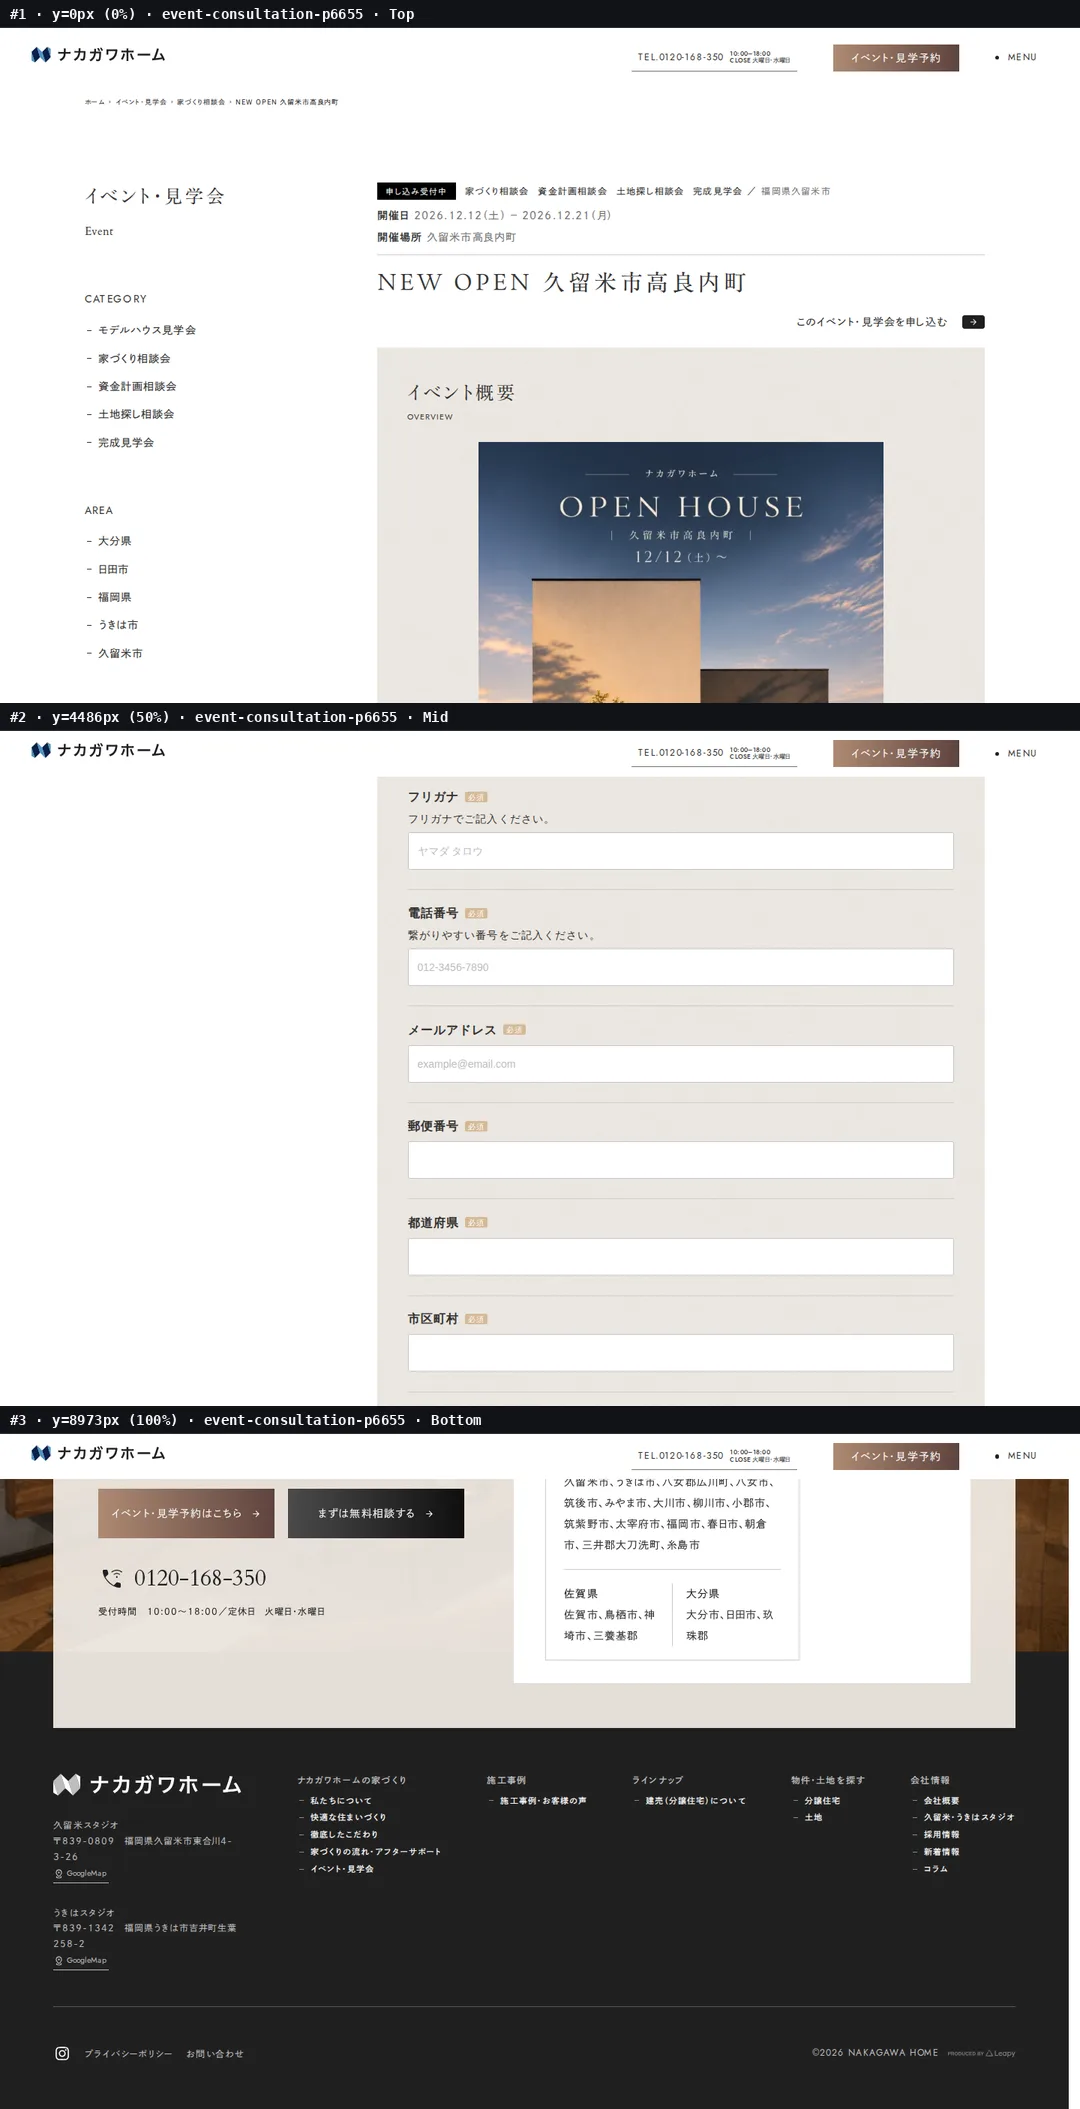 #1 · y=0px (0%) · event-consultation-p6655 · Top
ナカガワホーム
TEL.0120-168-350 10:00–18:00 CLOSE 火曜日・水曜日
イベント・見学予約
MENU
ホーム › イベント・見学会 › 家づくり相談会 › NEW OPEN 久留米市高良内町
イベント・見学会
Event
CATEGORY
– モデルハウス見学会
– 家づくり相談会
– 資金計画相談会
– 土地探し相談会
– 完成見学会
AREA
– 大分県
– 日田市
– 福岡県
– うきは市
– 久留米市
申し込み受付中 家づくり相談会 資金計画相談会 土地探し相談会 完成見学会 ／ 福岡県久留米市
開催日 2026.12.12(土) – 2026.12.21(月)
開催場所 久留米市高良内町
NEW OPEN 久留米市高良内町
このイベント・見学会を申し込む
イベント概要
OVERVIEW
ナカガワホーム
OPEN HOUSE
| 久留米市高良内町 |
12/12(土)～
#2 · y=4486px (50%) · event-consultation-p6655 · Mid
ナカガワホーム
TEL.0120-168-350 10:00–18:00 CLOSE 火曜日・水曜日
イベント・見学予約
MENU
フリガナ 必須
フリガナでご記入ください。
ヤマダ タロウ
電話番号 必須
繋がりやすい番号をご記入ください。
012-3456-7890
メールアドレス 必須
example@email.com
郵便番号 必須
都道府県 必須
市区町村 必須
#3 · y=8973px (100%) · event-consultation-p6655 · Bottom
ナカガワホーム
TEL.0120-168-350 10:00–18:00 CLOSE 火曜日・水曜日
イベント・見学予約
MENU
イベント・見学予約はこちら
まずは無料相談する
0120-168-350
受付時間 10:00〜18:00／定休日 火曜日・水曜日
久留米市、うきは市、八女郡広川町、八女市、
筑後市、みやま市、大川市、柳川市、小郡市、
筑紫野市、太宰府市、福岡市、春日市、朝倉
市、三井郡大刀洗町、糸島市
佐賀県
佐賀市、鳥栖市、神
埼市、三養基郡
大分県
大分市、日田市、玖
珠郡
ナカガワホーム
久留米スタジオ
〒839-0809 福岡県久留米市東合川4-
3-26
GoogleMap
うきはスタジオ
〒839-1342 福岡県うきは市吉井町生葉
258-2
GoogleMap
ナカガワホームの家づくり
– 私たちについて
– 快適な住まいづくり
– 徹底したこだわり
– 家づくりの流れ・アフターサポート
– イベント・見学会
施工事例
– 施工事例・お客様の声
ラインナップ
– 建売(分譲住宅)について
物件・土地を探す
– 分譲住宅
– 土地
会社情報
– 会社概要
– 久留米・うきはスタジオ
– 採用情報
– 新着情報
– コラム
プライバシーポリシー
お問い合わせ
©2026 NAKAGAWA HOME
PRODUCED BY Leapy